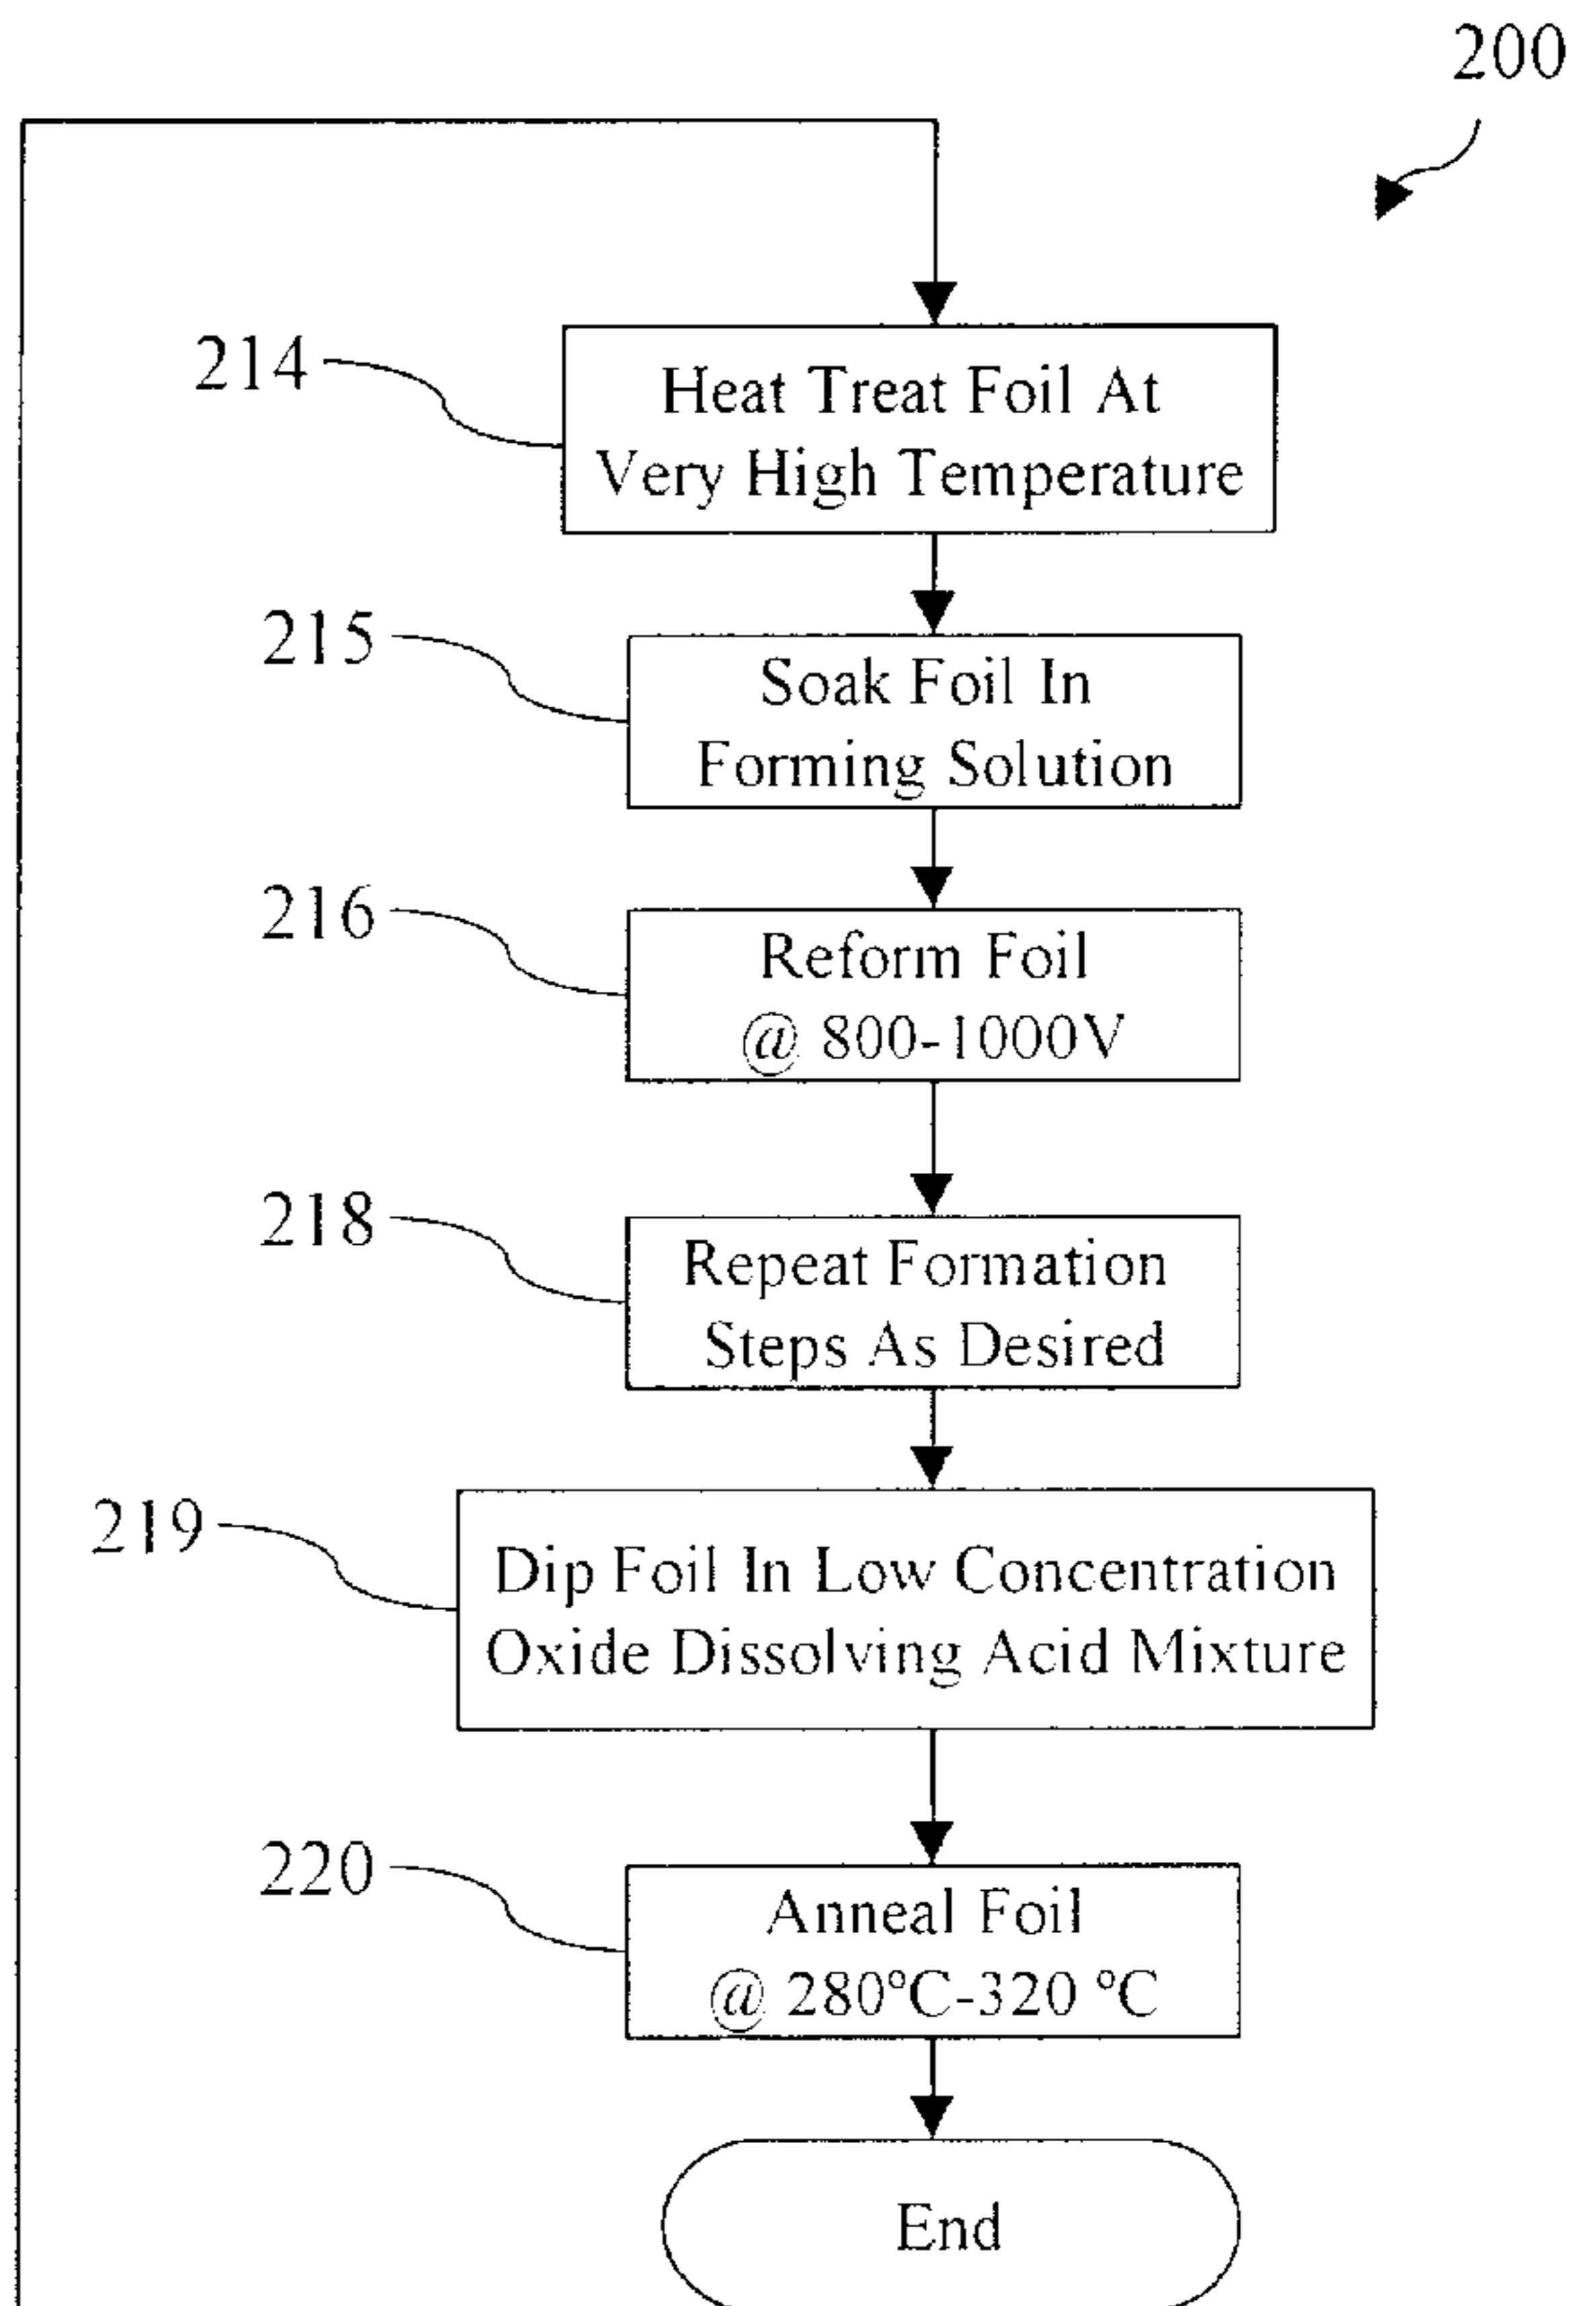 200
214
Heat Treat Foil At
Very High Temperature
215
Soak Foil In
Forming Solution
216
Reform Foil
@ 800-1000V
218
Repeat Formation
Steps As Desired
219
Dip Foil In Low Concentration
Oxide Dissolving Acid Mixture
220
Anneal Foil
@ 280ºC-320 ºC
End